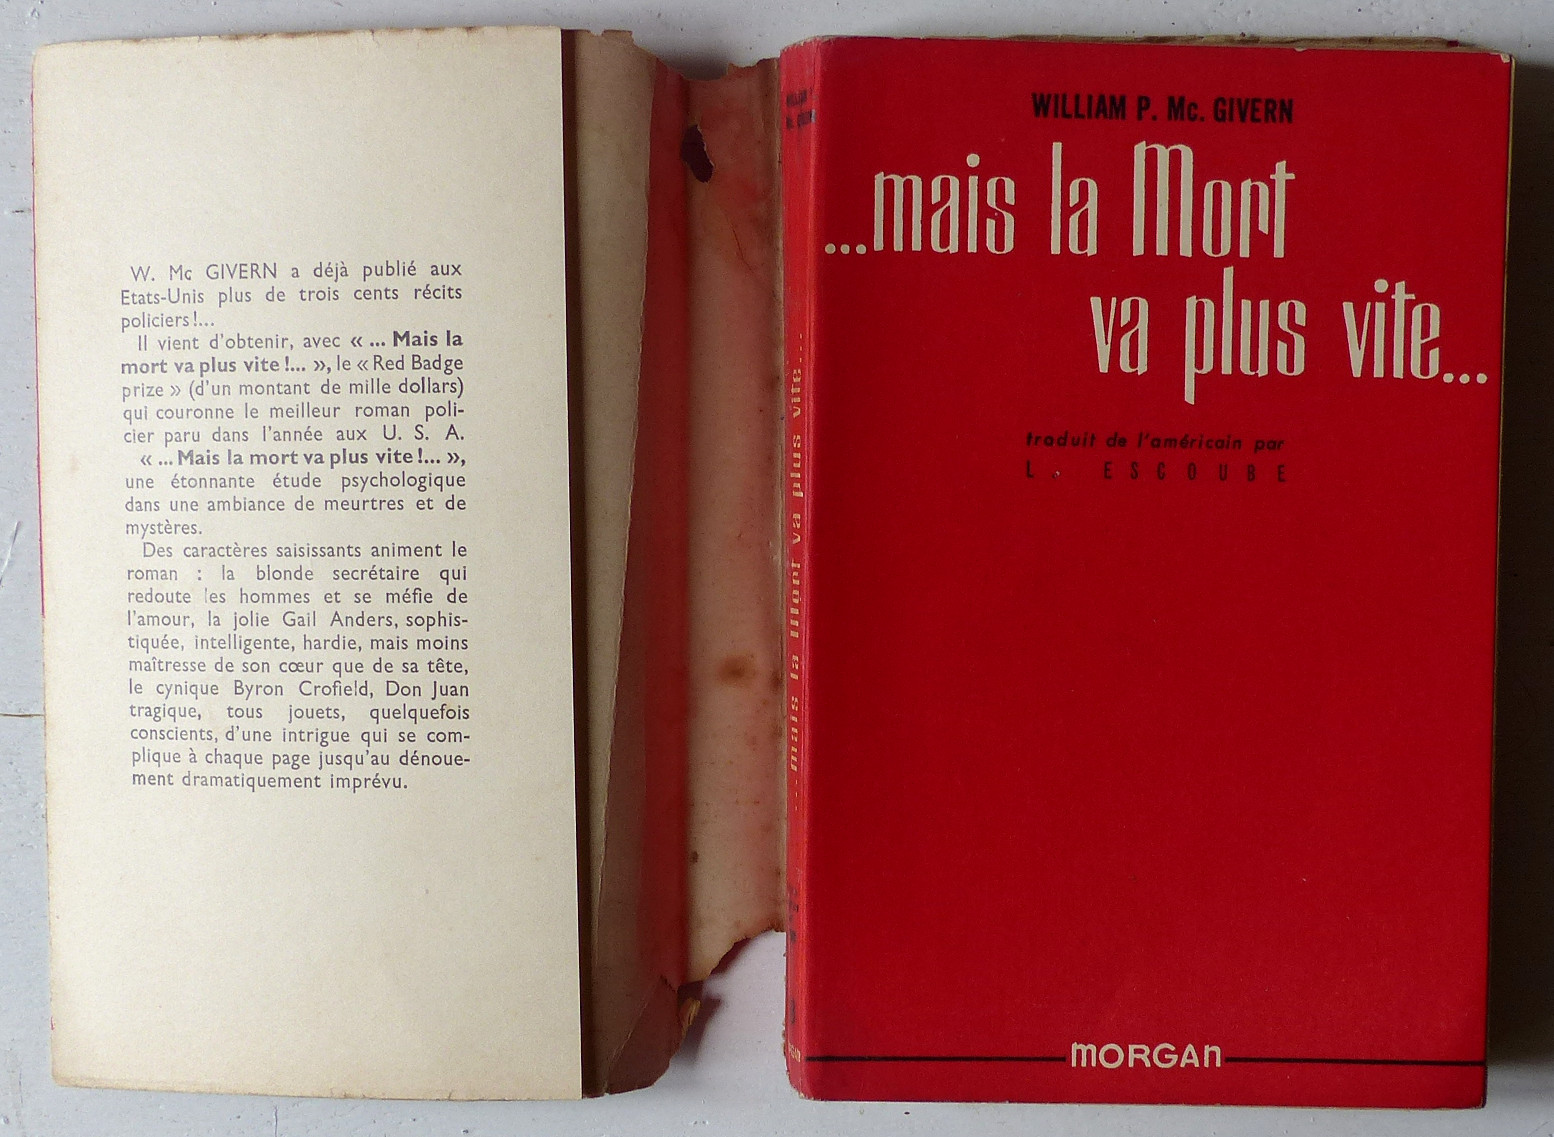 W. Mc GIVERN a déjà publié aux
Etats-Unis plus de trois cents récits
policiers !...
Il vient d'obtenir, avec « ... Mais la
mort va plus vite !... », le « Red Badge
prize » (d'un montant de mille dollars)
qui couronne le meilleur roman poli-
cier paru dans l'année aux U. S. A.
« ... Mais la mort va plus vite !... »,
une étonnante étude psychologique
dans une ambiance de meurtres et de
mystères.
Des caractères saisissants animent le
roman : la blonde secrétaire qui
redoute les hommes et se méfie de
l'amour, la jolie Gail Anders, sophis-
tiquée, intelligente, hardie, mais moins
maîtresse de son cœur que de sa tête,
le cynique Byron Crofield, Don Juan
tragique, tous jouets, quelquefois
conscients, d'une intrigue qui se com-
plique à chaque page jusqu'au dénoue-
ment dramatiquement imprévu.
... mais la Mort va plus vite...
WILLIAM P. Mc. GIVERN
...mais la Mort
va plus vite...
traduit de l'américain par
L. ESCOUBE
MORGAN